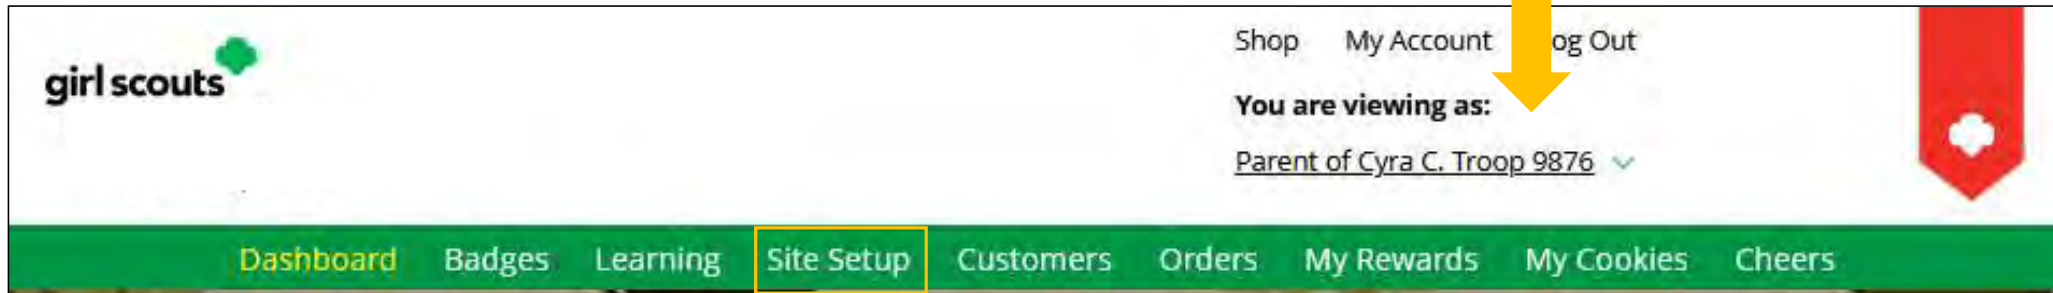 girl scouts
Shop My Account og Out
You are viewing as:
Parent of Cyra C. Troop 9876
Dashboard Badges Learning Site Setup Customers Orders My Rewards My Cookies Cheers